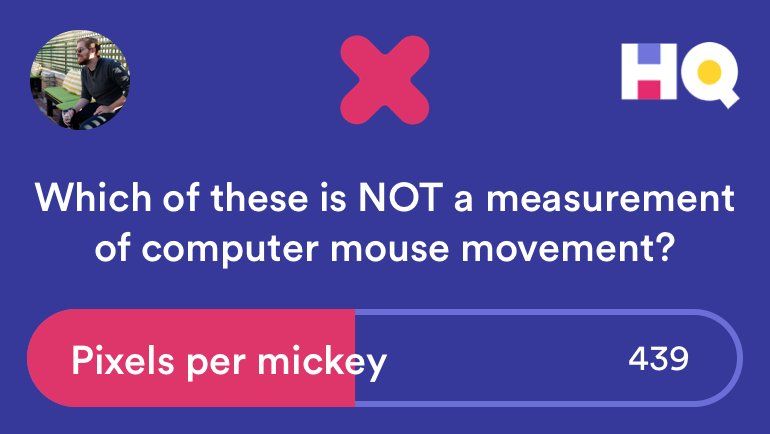 HQ
Which of these is NOT a measurement
of computer mouse movement?
Pixels per mickey 439